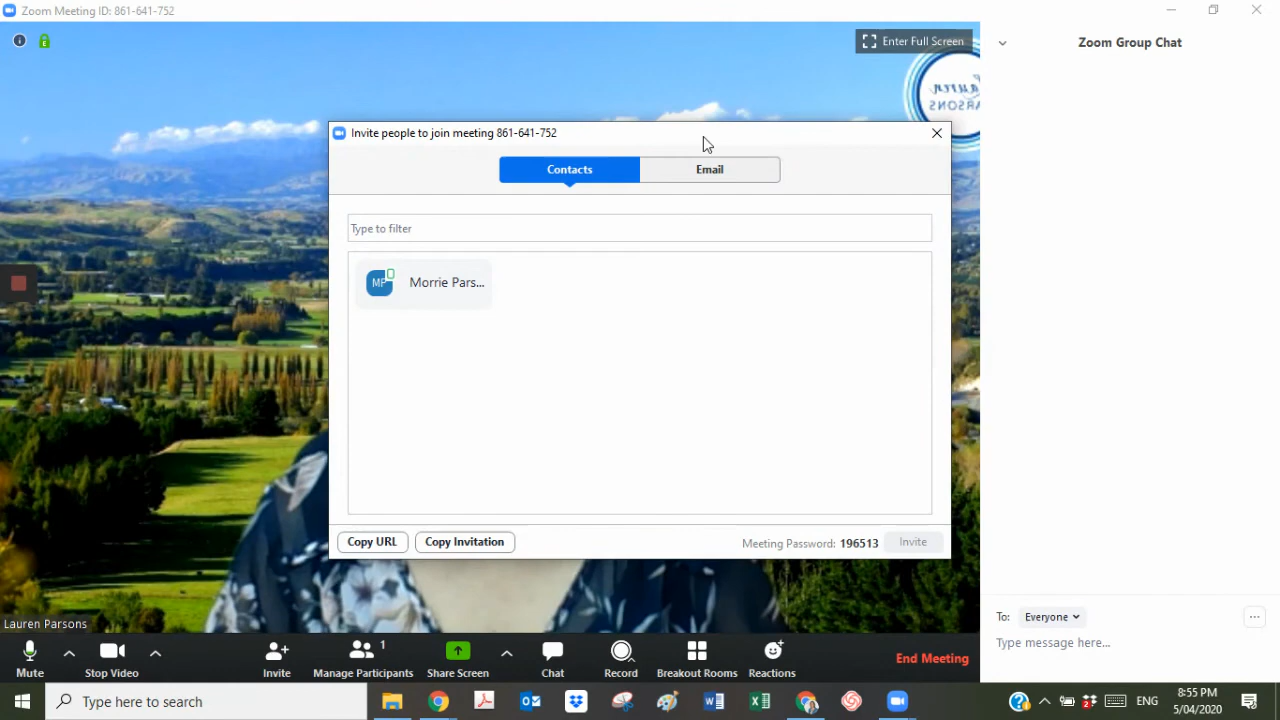 Zoom Meeting ID: 861-641-752
Enter Full Screen
Zoom Group Chat
Lauren
PARSONS
Invite people to join meeting 861-641-752
Contacts
Email
Type to filter
MP
Morrie Pars...
Copy URL
Copy Invitation
Meeting Password: 196513
Invite
Lauren Parsons
To: Everyone
Type message here...
Mute
Stop Video
Invite
1
Manage Participants
Share Screen
Chat
Record
Breakout Rooms
Reactions
End Meeting
Type here to search
2
ENG
8:55 PM
5/04/2020